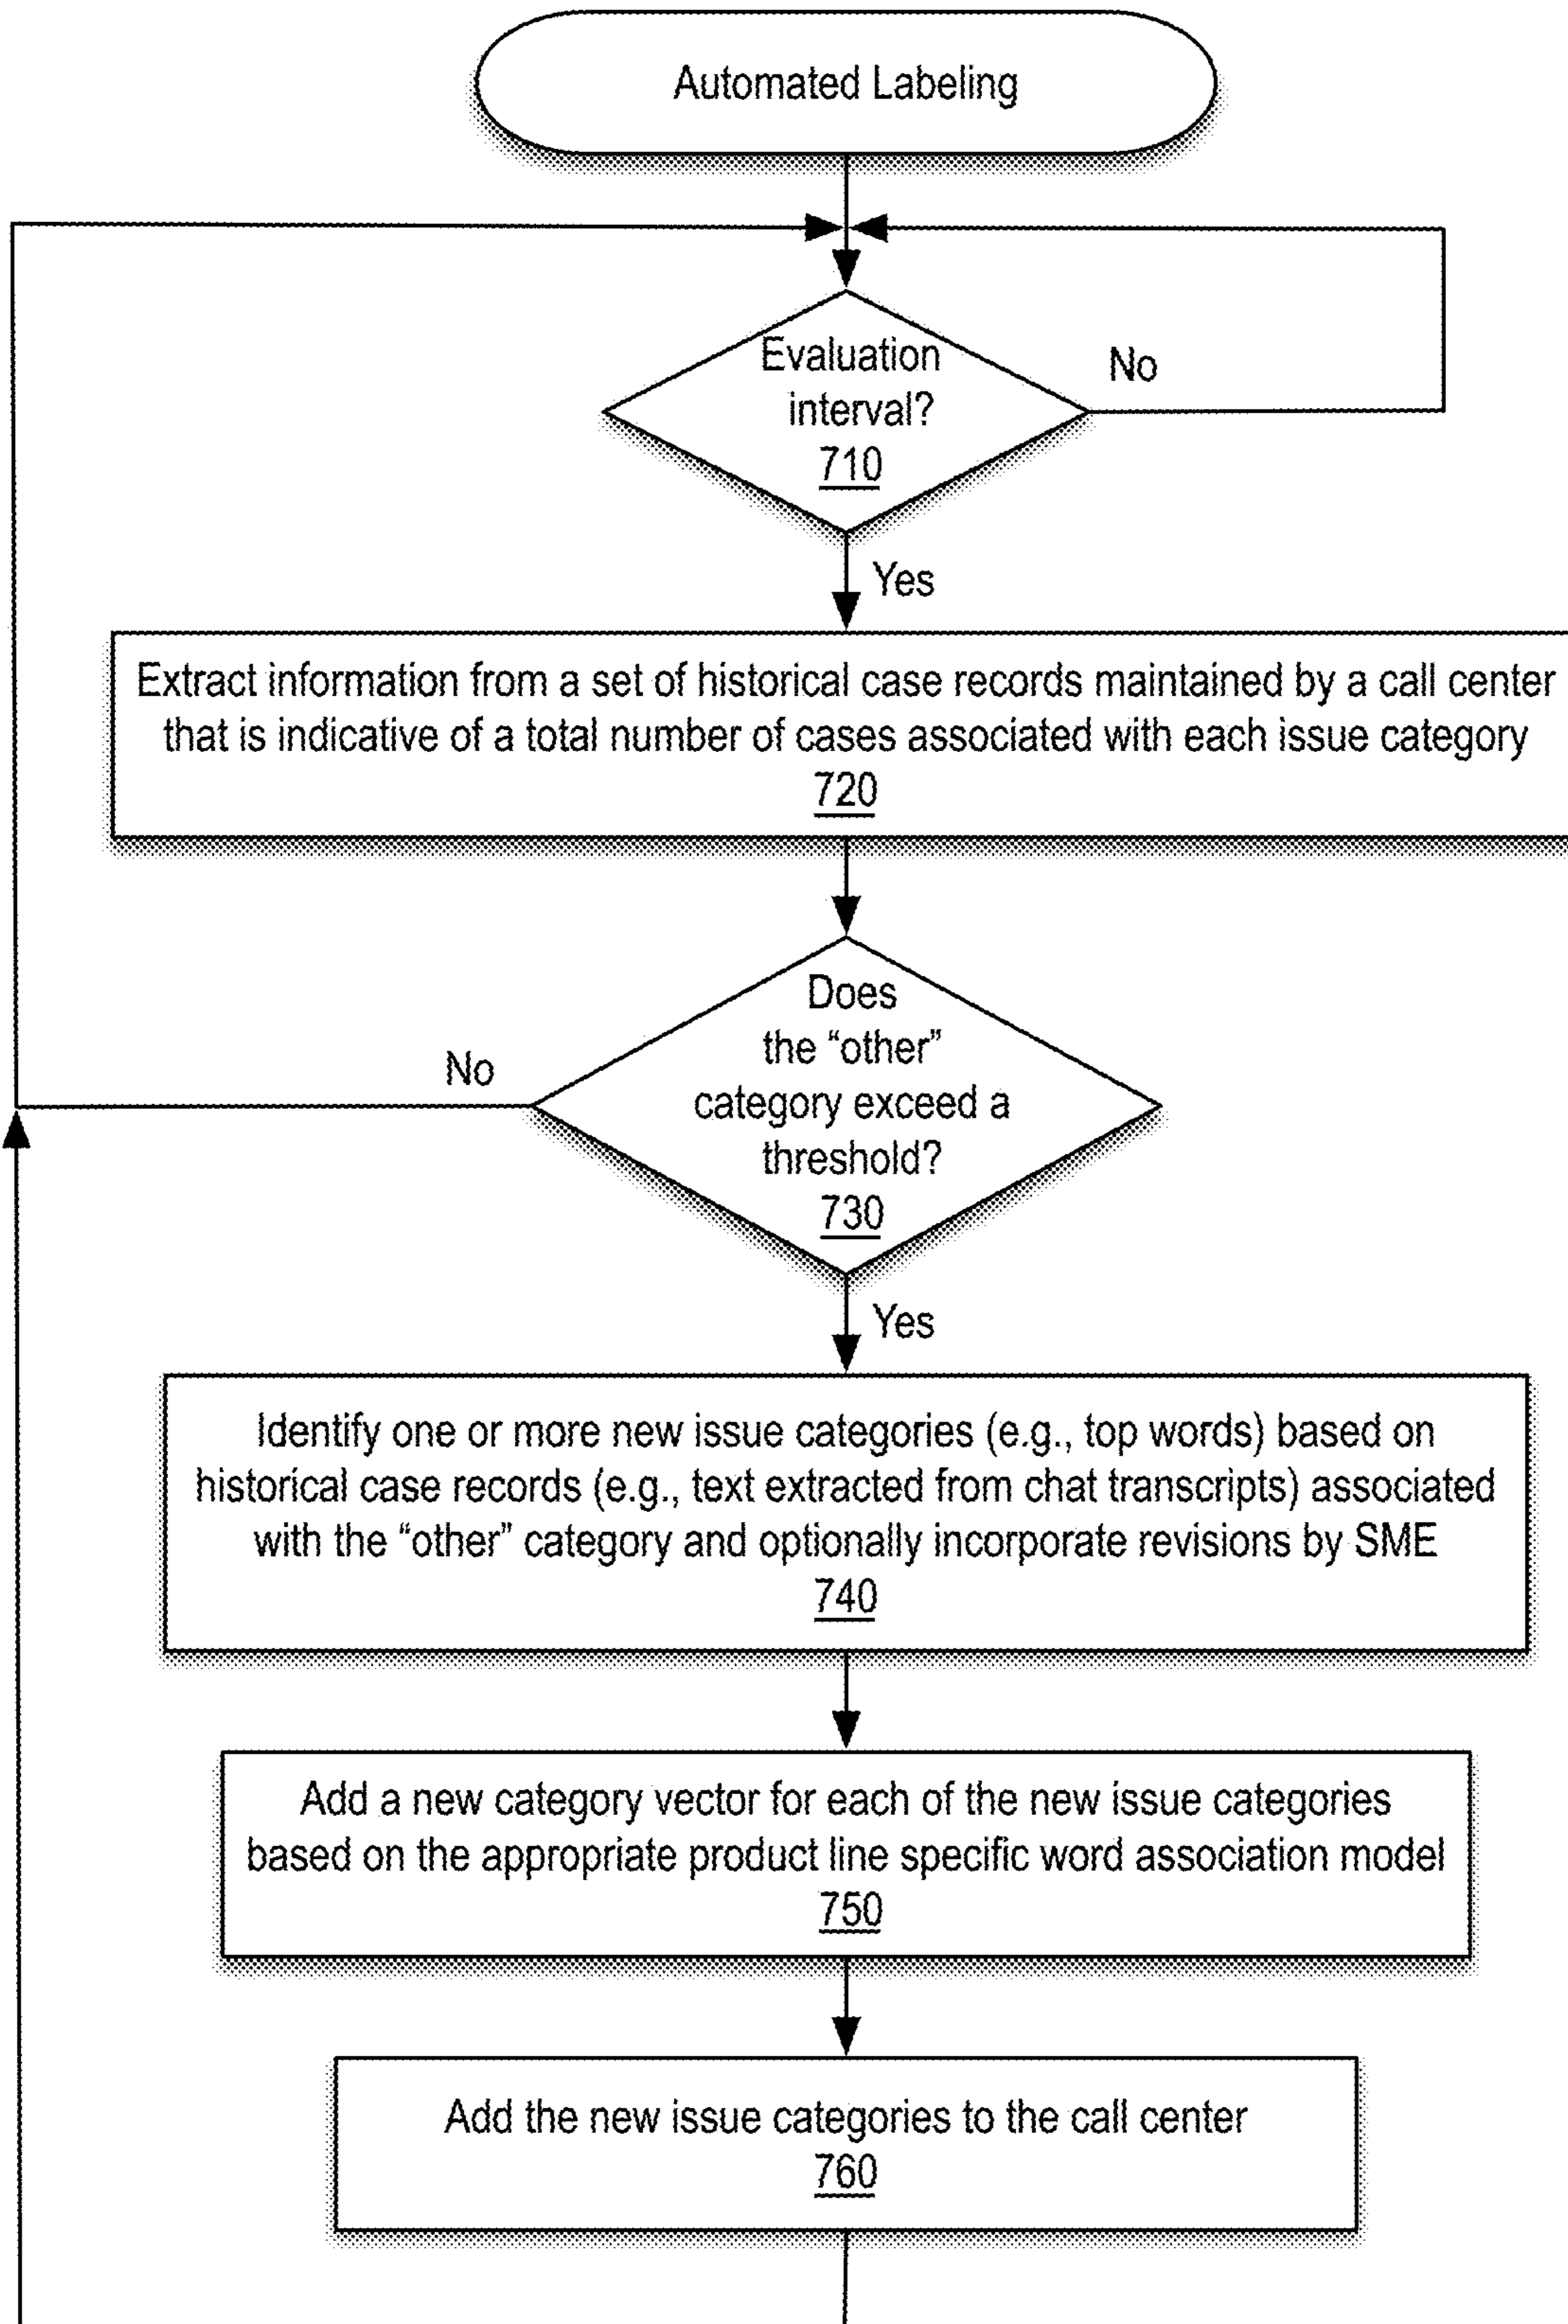 Automated Labeling
Evaluation
interval?
710
No
Yes
Extract information from a set of historical case records maintained by a call center
that is indicative of a total number of cases associated with each issue category
720
Does
the “other”
category exceed a
threshold?
730
No
Yes
Identify one or more new issue categories (e.g., top words) based on
historical case records (e.g., text extracted from chat transcripts) associated
with the “other” category and optionally incorporate revisions by SME
740
Add a new category vector for each of the new issue categories
based on the appropriate product line specific word association model
750
Add the new issue categories to the call center
760